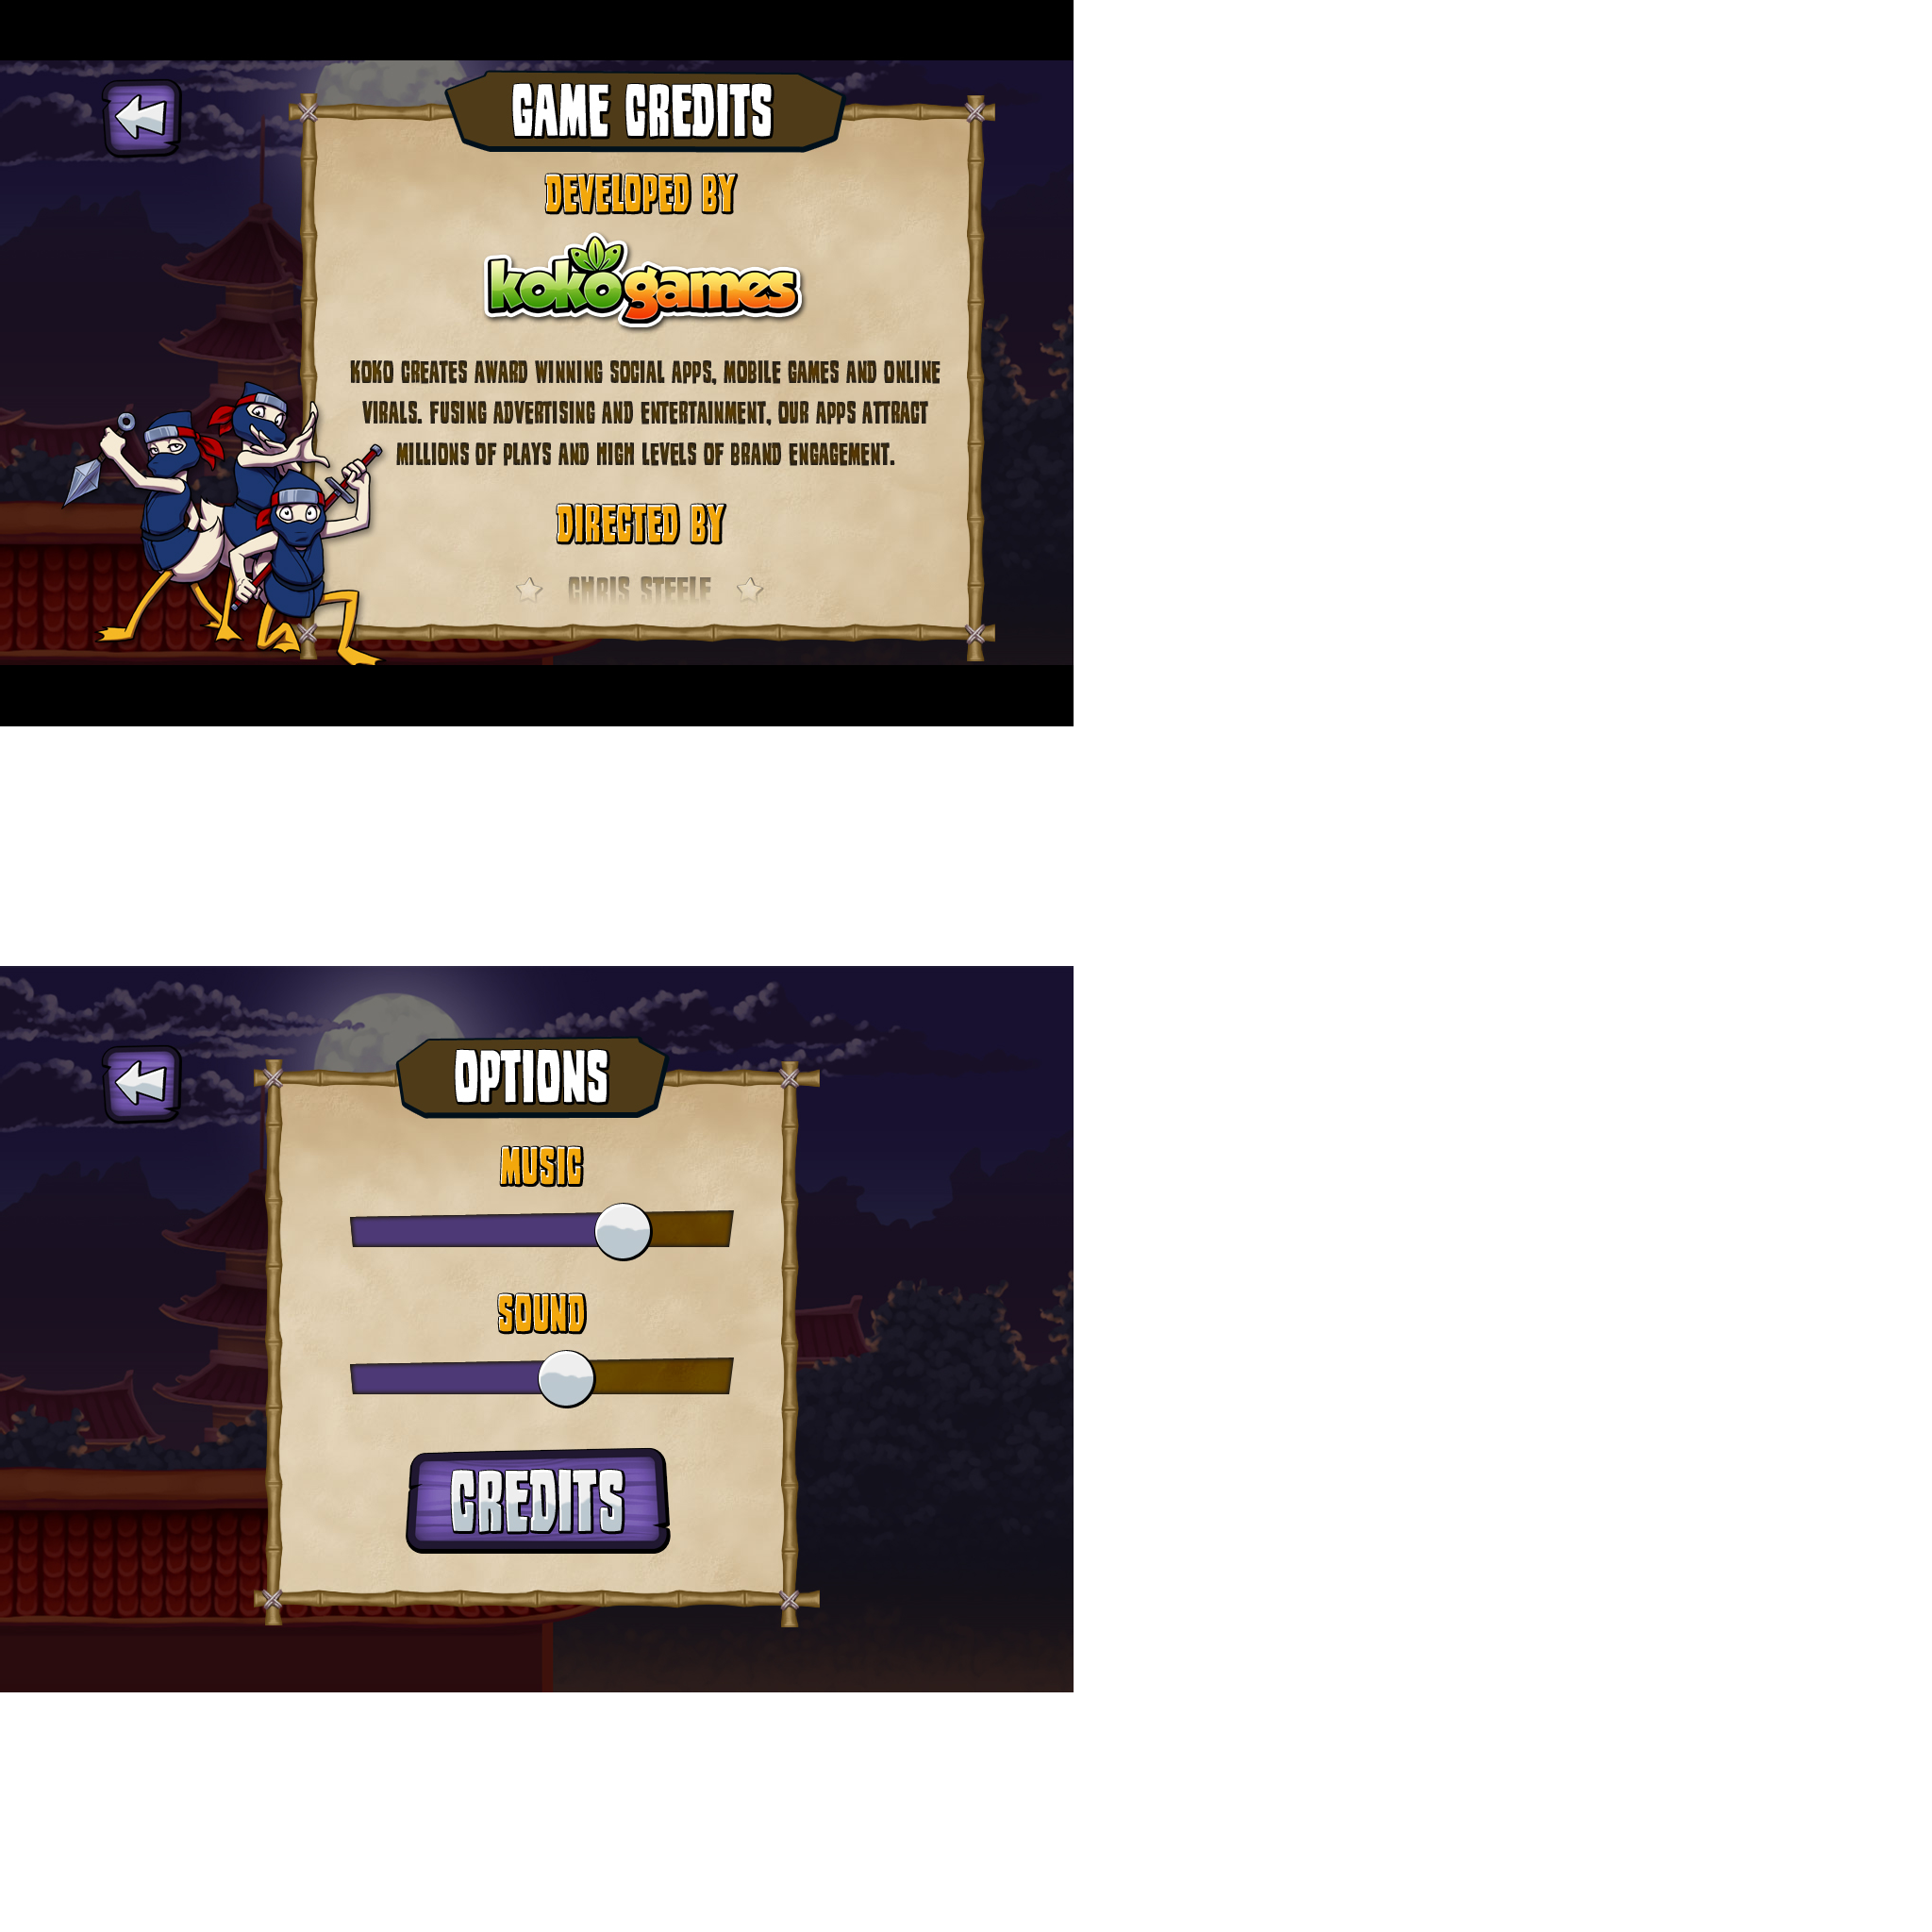 GAME CREDITS
DEVELOPED BY
kokogames
KOKO CREATES AWARD WINNING SOCIAL APPS, MOBILE GAMES AND ONLINE
VIRALS. FUSING ADVERTISING AND ENTERTAINMENT, OUR APPS ATTRACT
MILLIONS OF PLAYS AND HIGH LEVELS OF BRAND ENGAGEMENT.
DIRECTED BY
CHRIS STEELE
OPTIONS
MUSIC
SOUND
CREDITS